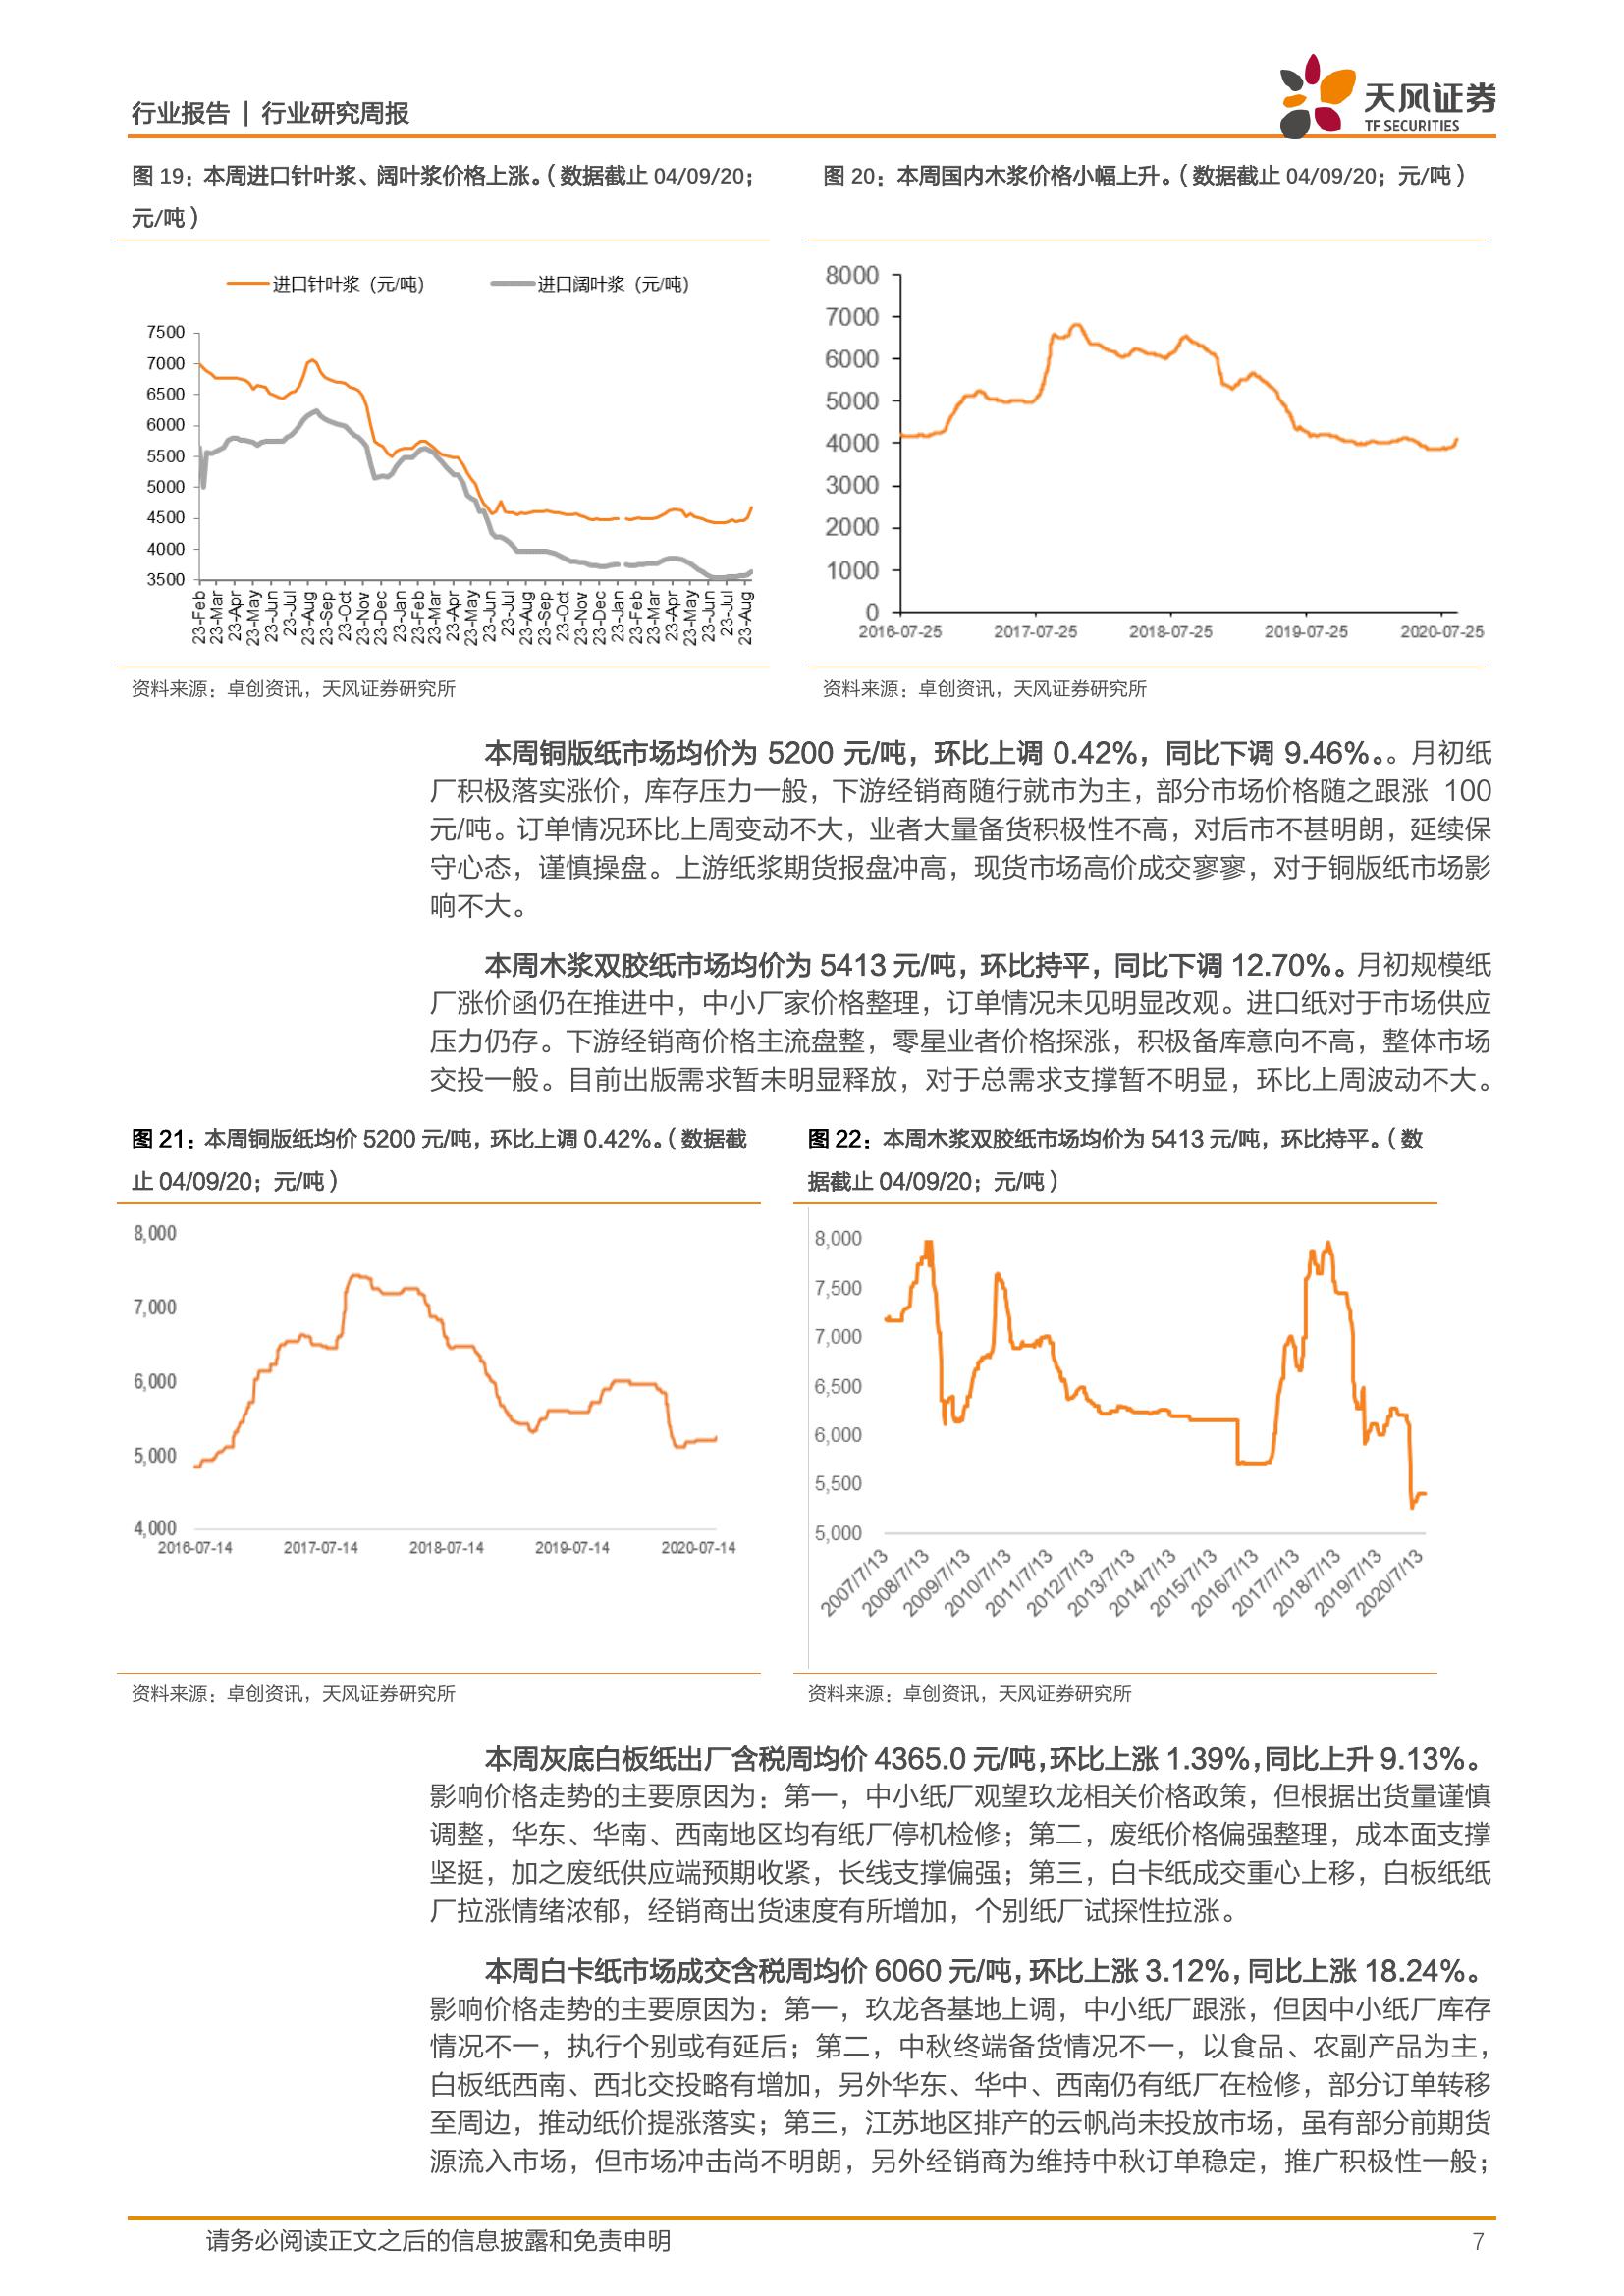 行业报告 | 行业研究周报
天风证券
TF SECURITIES
图 19：本周进口针叶浆、阔叶浆价格上涨。（数据截止 04/09/20；
元/吨）
进口针叶浆（元/吨）
进口阔叶浆（元/吨）
7500
7000
6500
6000
5500
5000
4500
4000
3500
23-Feb
23-Mar
23-Apr
23-May
23-Jun
23-Jul
23-Aug
23-Sep
23-Oct
23-Nov
23-Dec
23-Jan
23-Feb
23-Mar
23-Apr
23-May
23-Jun
23-Jul
23-Aug
23-Sep
23-Oct
23-Nov
23-Dec
23-Jan
23-Feb
23-Mar
23-Apr
23-May
23-Jun
23-Jul
23-Aug
资料来源：卓创资讯，天风证券研究所
图 20：本周国内木浆价格小幅上升。（数据截止 04/09/20；元/吨）
8000
7000
6000
5000
4000
3000
2000
1000
0
2016-07-25
2017-07-25
2018-07-25
2019-07-25
2020-07-25
资料来源：卓创资讯，天风证券研究所
本周铜版纸市场均价为 5200 元/吨，环比上调 0.42%，同比下调 9.46%。。月初纸
厂积极落实涨价，库存压力一般，下游经销商随行就市为主，部分市场价格随之跟涨 100
元/吨。订单情况环比上周变动不大，业者大量备货积极性不高，对后市不甚明朗，延续保
守心态，谨慎操盘。上游纸浆期货报盘冲高，现货市场高价成交寥寥，对于铜版纸市场影
响不大。
本周木浆双胶纸市场均价为 5413 元/吨，环比持平，同比下调 12.70%。月初规模纸
厂涨价函仍在推进中，中小厂家价格整理，订单情况未见明显改观。进口纸对于市场供应
压力仍存。下游经销商价格主流盘整，零星业者价格探涨，积极备库意向不高，整体市场
交投一般。目前出版需求暂未明显释放，对于总需求支撑暂不明显，环比上周波动不大。
图 21：本周铜版纸均价 5200 元/吨，环比上调 0.42%。（数据截
止 04/09/20；元/吨）
8,000
7,000
6,000
5,000
4,000
2016-07-14
2017-07-14
2018-07-14
2019-07-14
2020-07-14
资料来源：卓创资讯，天风证券研究所
图 22：本周木浆双胶纸市场均价为 5413 元/吨，环比持平。（数
据截止 04/09/20；元/吨）
8,000
7,500
7,000
6,500
6,000
5,500
5,000
2007/7/13
2008/7/13
2009/7/13
2010/7/13
2011/7/13
2012/7/13
2013/7/13
2014/7/13
2015/7/13
2016/7/13
2017/7/13
2018/7/13
2019/7/13
2020/7/13
资料来源：卓创资讯，天风证券研究所
本周灰底白板纸出厂含税周均价 4365.0 元/吨，环比上涨 1.39%，同比上升 9.13%。
影响价格走势的主要原因为：第一，中小纸厂观望玖龙相关价格政策，但根据出货量谨慎
调整，华东、华南、西南地区均有纸厂停机检修；第二，废纸价格偏强整理，成本面支撑
坚挺，加之废纸供应端预期收紧，长线支撑偏强；第三，白卡纸成交重心上移，白板纸纸
厂拉涨情绪浓郁，经销商出货速度有所增加，个别纸厂试探性拉涨。
本周白卡纸市场成交含税周均价 6060 元/吨，环比上涨 3.12%，同比上涨 18.24%。
影响价格走势的主要原因为：第一，玖龙各基地上调，中小纸厂跟涨，但因中小纸厂库存
情况不一，执行个别或有延后；第二，中秋终端备货情况不一，以食品、农副产品为主，
白板纸西南、西北交投略有增加，另外华东、华中、西南仍有纸厂在检修，部分订单转移
至周边，推动纸价提涨落实；第三，江苏地区排产的云帆尚未投放市场，虽有部分前期货
源流入市场，但市场冲击尚不明朗，另外经销商为维持中秋订单稳定，推广积极性一般；
请务必阅读正文之后的信息披露和免责申明
7